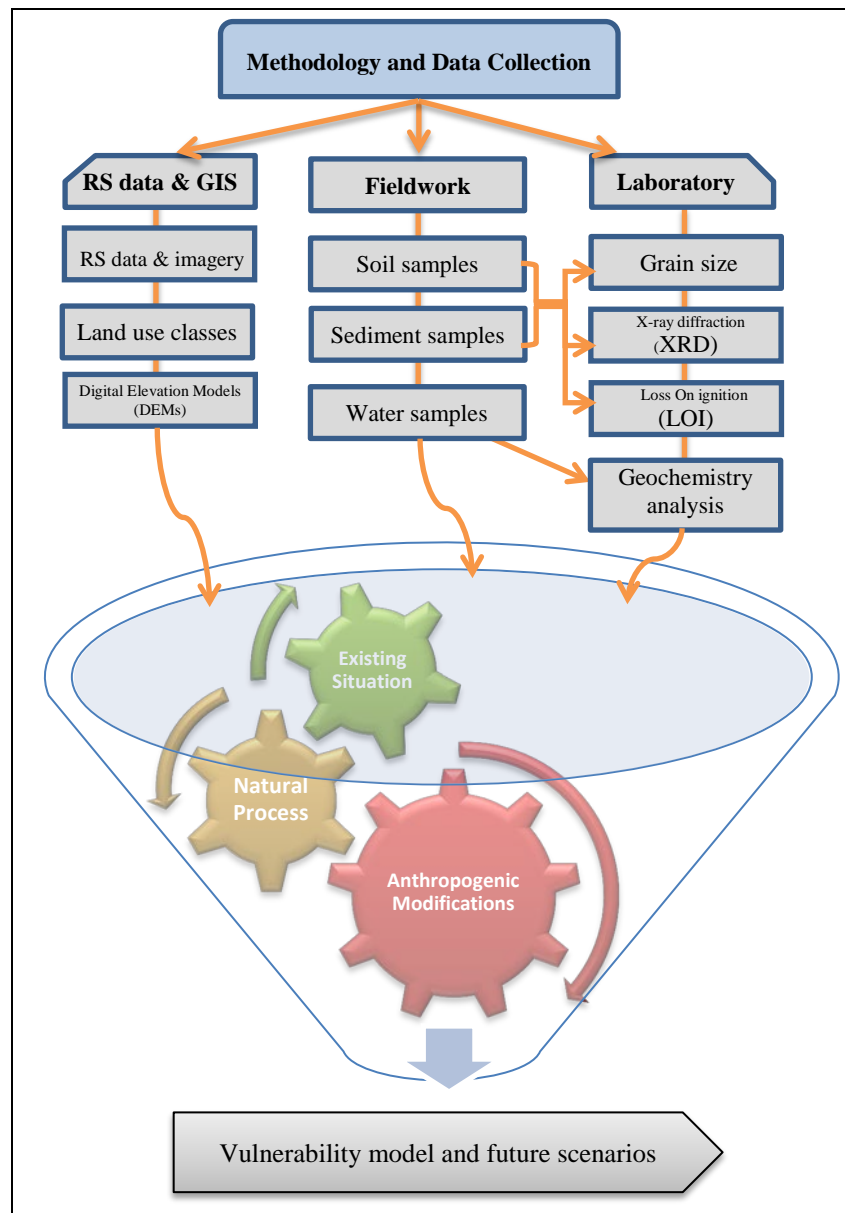 Methodology and Data Collection
RS data & GIS
RS data & imagery
Land use classes
Digital Elevation Models
(DEMs)
Fieldwork
Soil samples
Sediment samples
Water samples
Laboratory
Grain size
X-ray diffraction
(XRD)
Loss On ignition
(LOI)
Geochemistry
analysis
Existing
Situation
Natural
Process
Anthropogenic
Modifications
Vulnerability model and future scenarios